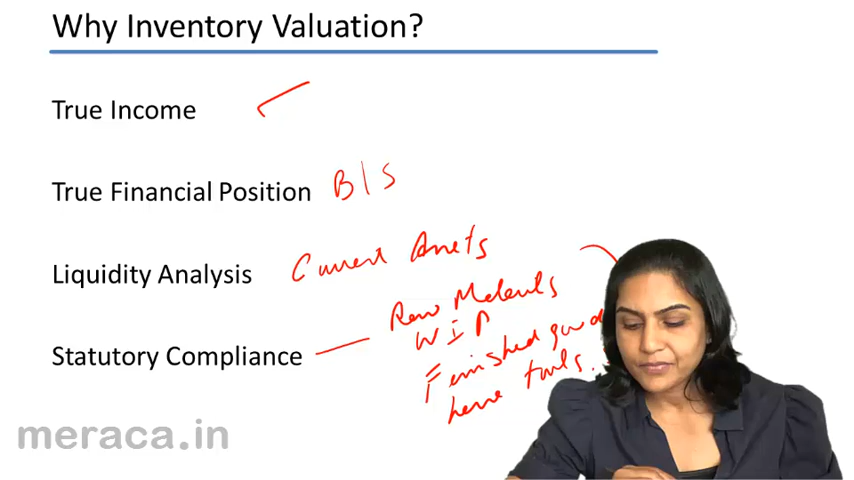 Why Inventory Valuation?
True Income
True Financial Position B/S
Liquidity Analysis Current Assets
Raw Materials
WIP
Statutory Compliance
Finished goods
tools.
meraca.in